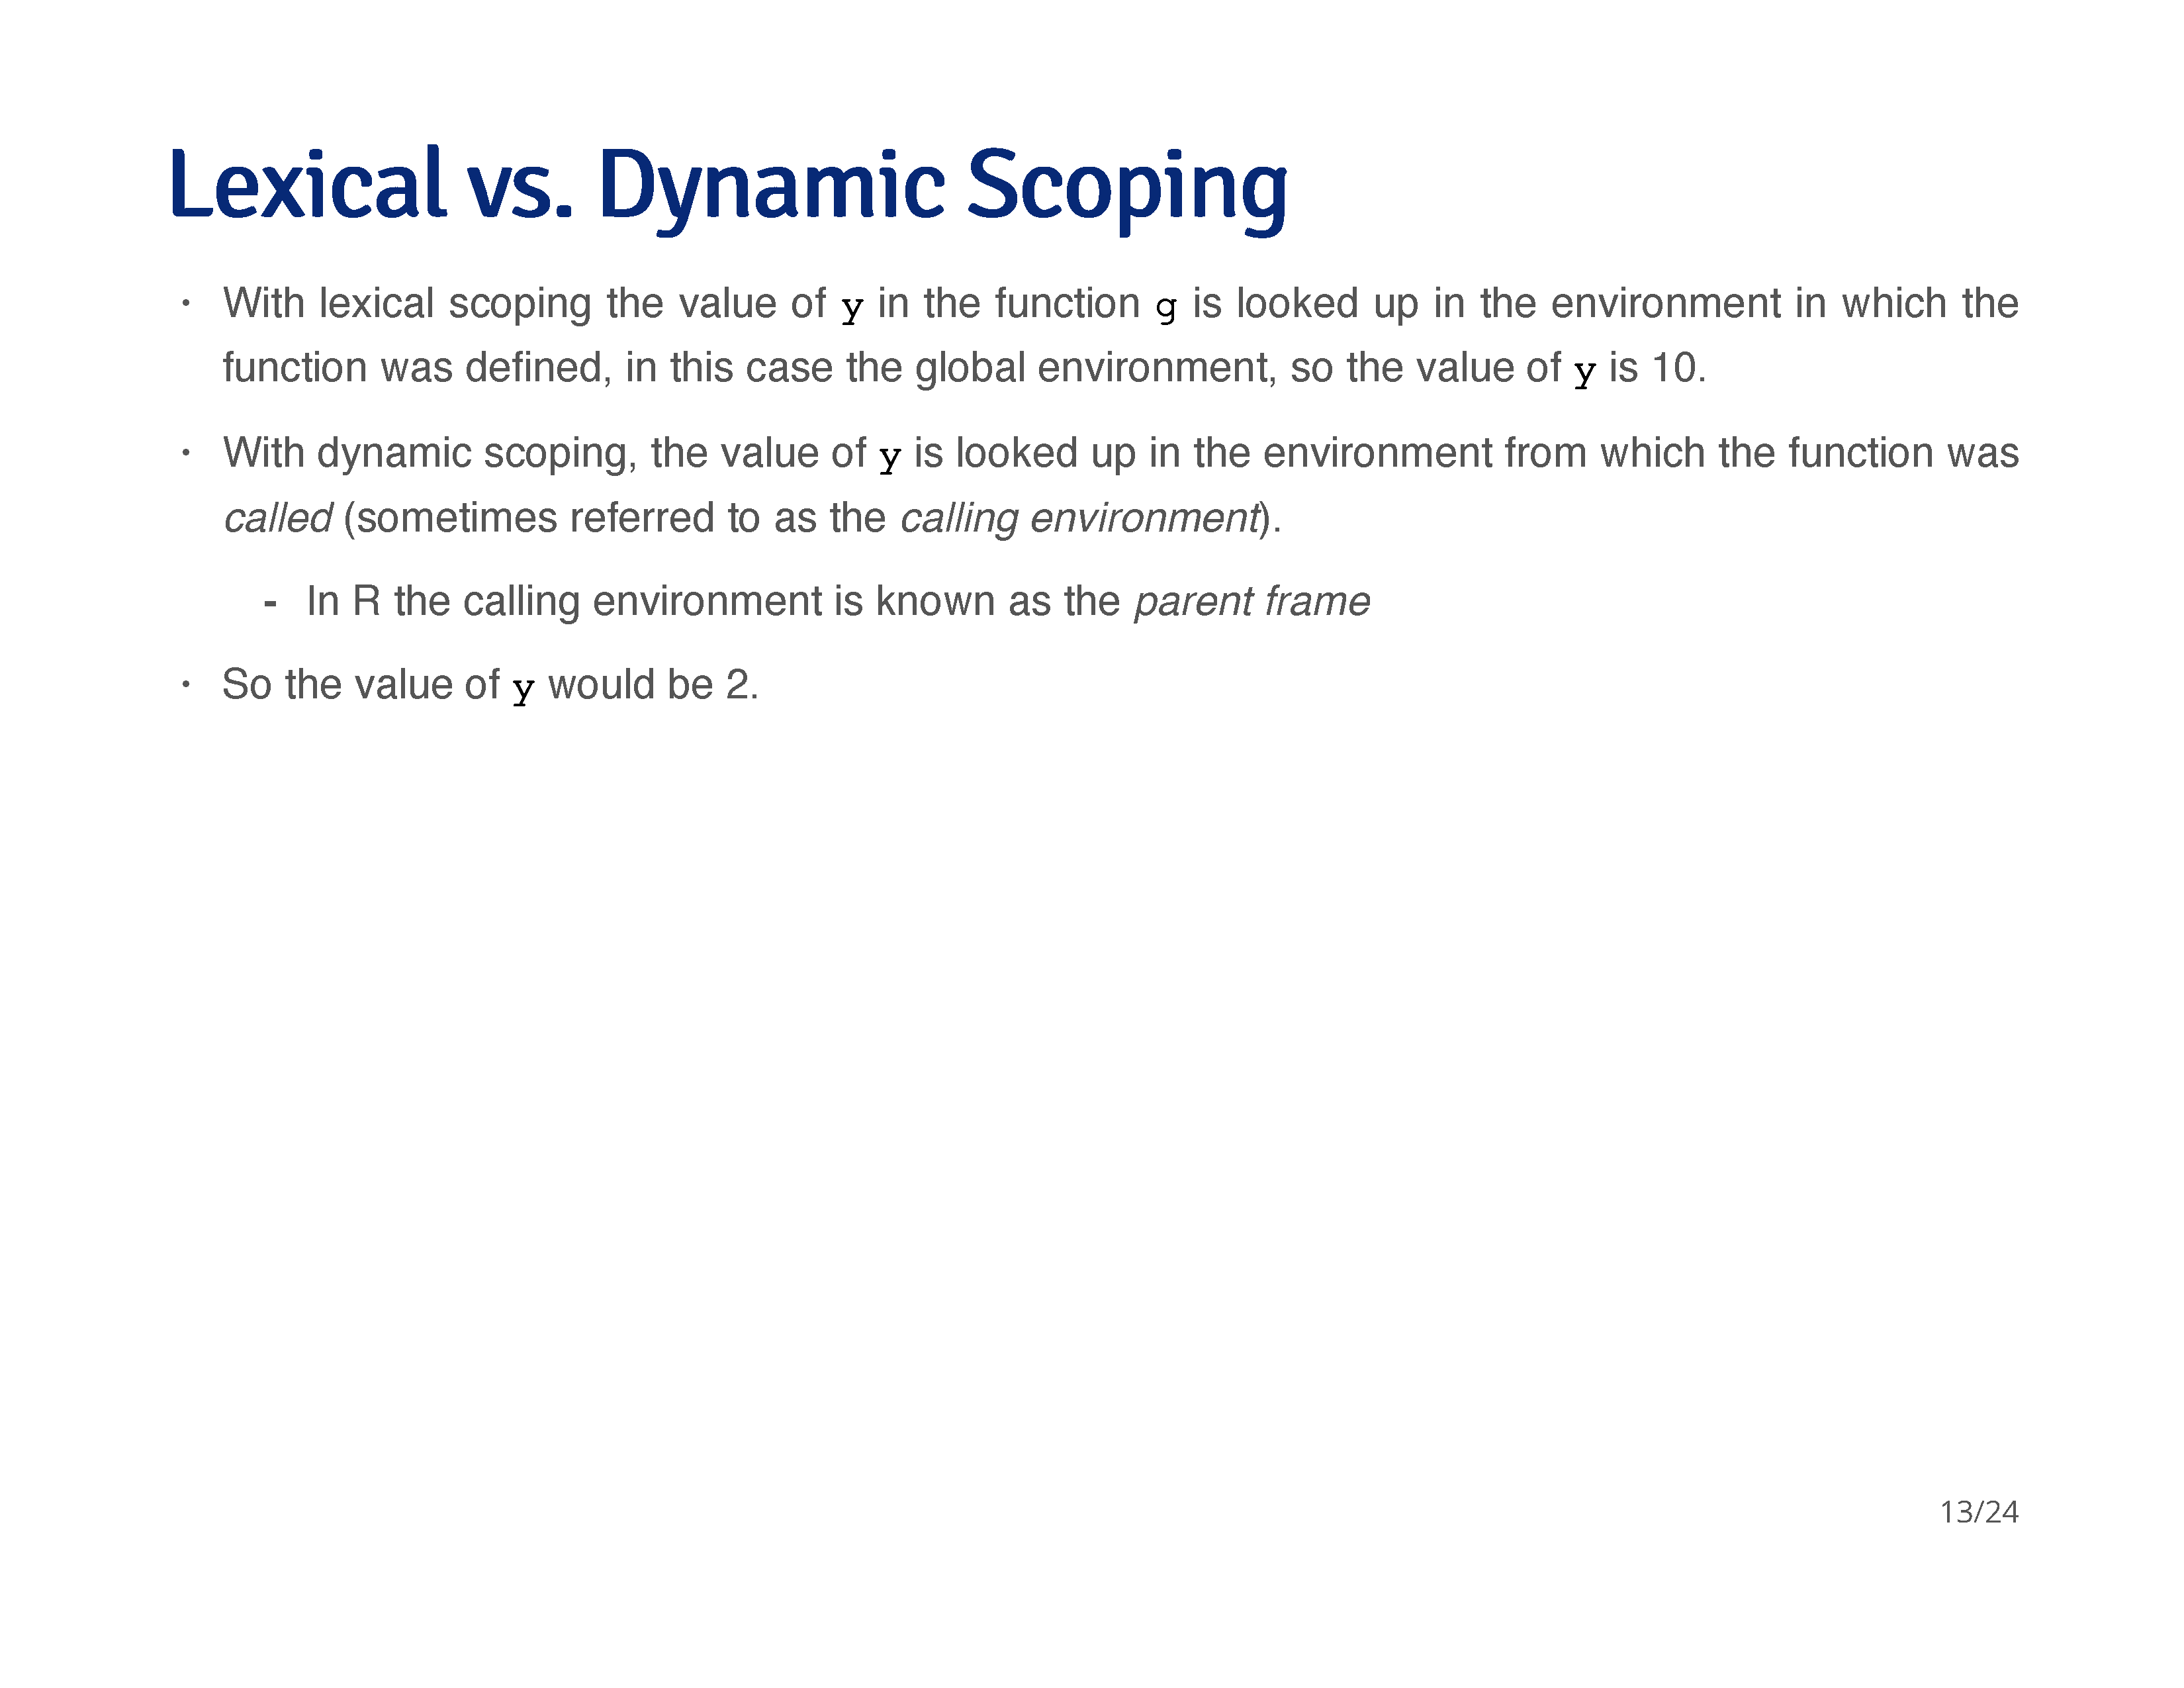 Lexical vs. Dynamic Scoping
· With lexical scoping the value of y in the function g is looked up in the environment in which the
function was defined, in this case the global environment, so the value of y is 10.
· With dynamic scoping, the value of y is looked up in the environment from which the function was
called (sometimes referred to as the calling environment).
- In R the calling environment is known as the parent frame
· So the value of y would be 2.
13/24